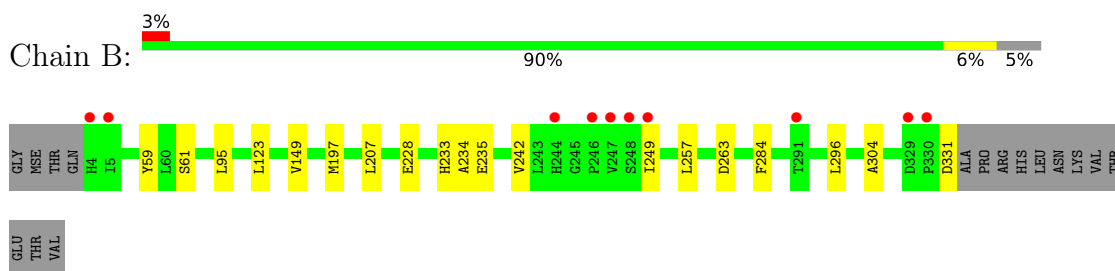 3%
Chain B:
90% 6% 5%
GLY MSE THR GLN H4 I5 Y59 L60 S61 L95 L123 V149 M197 L207 E228 H233 A234 E235 V242 L243 H244 G245 P246 V247 S248 I249 L257 D263 F284 T291 L296 A304 D329 P330 D331 ALA PRO ARG HIS LEU ASN LYS VAL THR
GLU THR VAL